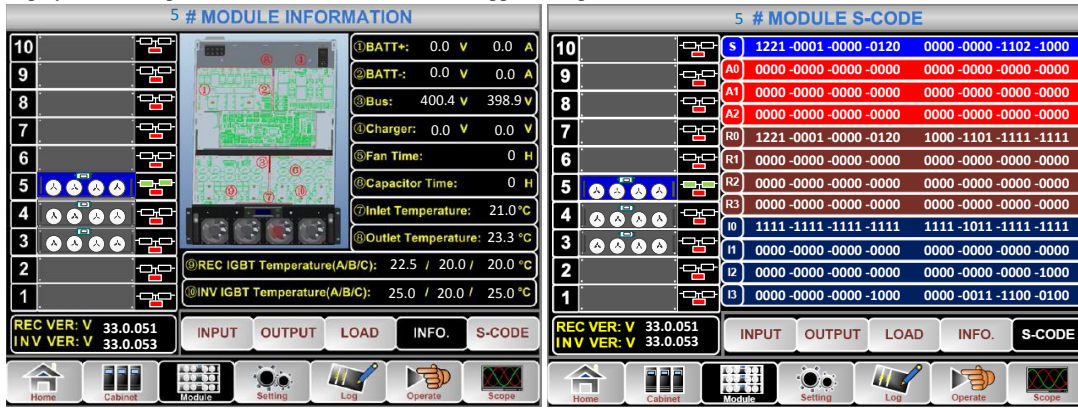 5 # MODULE INFORMATION
10
9
8
7
6
5
4
3
2
1
①BATT+: 0.0 V 0.0 A
②BATT-: 0.0 V 0.0 A
③Bus: 400.4 V 398.9 V
④Charger: 0.0 V 0.0 V
⑤Fan Time: 0 H
⑥Capacitor Time: 0 H
⑦Inlet Temperature: 21.0 °C
⑧Outlet Temperature: 23.3 °C
⑨REC IGBT Temperature(A/B/C): 22.5 / 20.0 / 20.0 °C
⑩INV IGBT Temperature(A/B/C): 25.0 / 20.0 / 25.0 °C
REC VER: V 33.0.051
INV VER: V 33.0.053
INPUT OUTPUT LOAD INFO. S-CODE
Home Cabinet Module Setting Log Operate Scope
5 # MODULE S-CODE
10
9
8
7
6
5
4
3
2
1
S 1221 -0001 -0000 -0120 0000 -0000 -1102 -1000
A0 0000 -0000 -0000 -0000 0000 -0000 -0000 -0000
A1 0000 -0000 -0000 -0000 0000 -0000 -0000 -0000
A2 0000 -0000 -0000 -0000 0000 -0000 -0000 -0000
R0 1221 -0001 -0000 -0120 1000 -1101 -1111 -1111
R1 0000 -0000 -0000 -0000 0000 -0000 -0000 -0000
R2 0000 -0000 -0000 -0000 0000 -0000 -0000 -0000
R3 0000 -0000 -0000 -0000 0000 -0000 -0000 -0000
I0 1111 -1111 -1111 -1111 1111 -1011 -1111 -1111
I1 0000 -0000 -0000 -0000 0000 -0000 -0000 -0000
I2 0000 -0000 -0000 -0000 0000 -0000 -0000 -1000
I3 0000 -0000 -0000 -1000 0000 -0011 -1100 -0100
REC VER: V 33.0.051
INV VER: V 33.0.053
INPUT OUTPUT LOAD INFO. S-CODE
Home Cabinet Module Setting Log Operate Scope